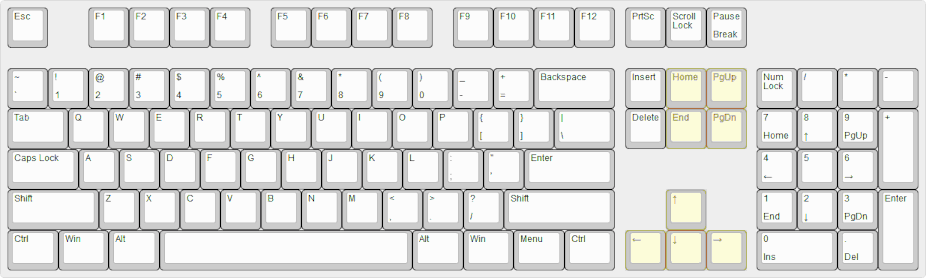 Esc F1 F2 F3 F4 F5 F6 F7 F8 F9 F10 F11 F12 PrtSc Scroll Lock Pause Break
~ ! @ # $ % ^ & * ( ) _ + Backspace Insert Home PgUp Num Lock / * -
` 1 2 3 4 5 6 7 8 9 0 - =
Tab Q W E R T Y U I O P { } | Delete End PgDn 7 8 9 +
[ ] \ Home ↑ PgUp
Caps Lock A S D F G H J K L : " Enter 4 5 6
; ' ← →
Shift Z X C V B N M < > ? Shift ↑ 1 2 3 Enter
, . / End ↓ PgDn
Ctrl Win Alt Alt Win Menu Ctrl ← ↓ → 0 .
Ins Del